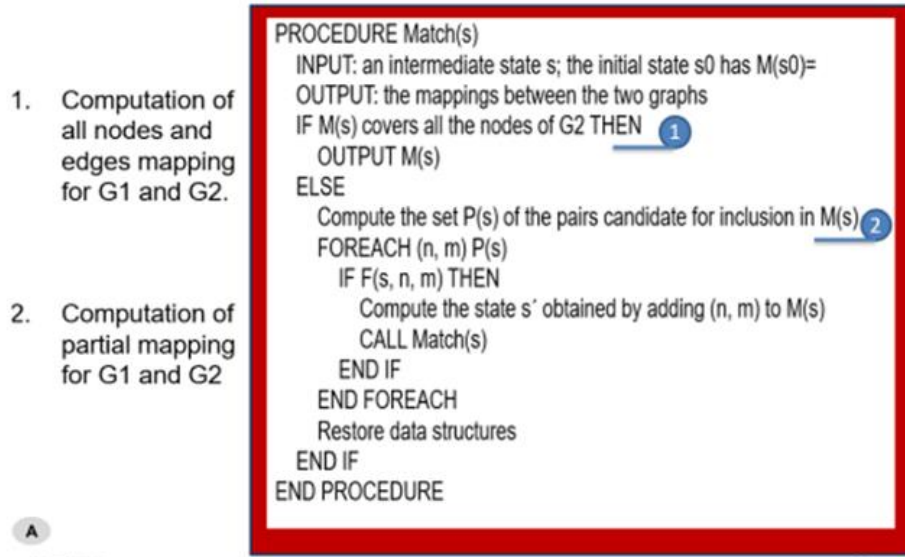 1. Computation of
all nodes and
edges mapping
for G1 and G2.
2. Computation of
partial mapping
for G1 and G2
A
PROCEDURE Match(s)
INPUT: an intermediate state s; the initial state s0 has M(s0)=
OUTPUT: the mappings between the two graphs
IF M(s) covers all the nodes of G2 THEN 1
OUTPUT M(s)
ELSE
Compute the set P(s) of the pairs candidate for inclusion in M(s) 2
FOREACH (n, m) P(s)
IF F(s, n, m) THEN
Compute the state s´ obtained by adding (n, m) to M(s)
CALL Match(s)
END IF
END FOREACH
Restore data structures
END IF
END PROCEDURE